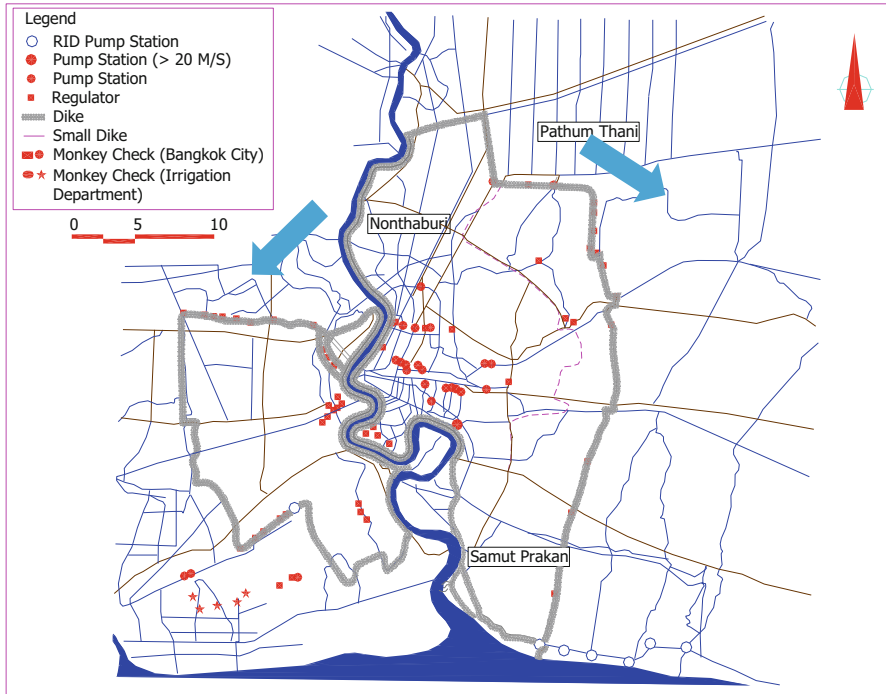 Legend
RID Pump Station
Pump Station (> 20 M/S)
Pump Station
Regulator
Dike
Small Dike
Monkey Check (Bangkok City)
Monkey Check (Irrigation
Department)
0 5 10
Pathum Thani
Nonthaburi
Samut Prakan